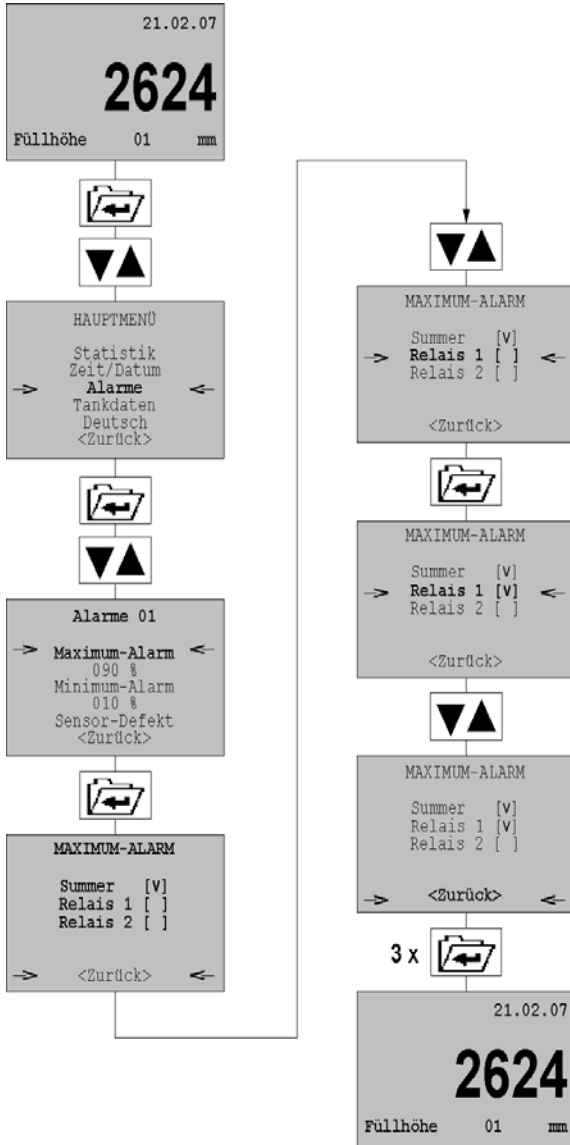 21.02.07
2624
Füllhöhe 01 mm
HAUPTMENÜ
Statistik
Zeit/Datum
-> Alarme <-
Tankdaten
Deutsch
<Zurück>
Alarme 01
-> Maximum-Alarm <-
090 %
Minimum-Alarm
010 %
Sensor-Defekt
<Zurück>
MAXIMUM-ALARM
Summer [V]
Relais 1 [ ]
Relais 2 [ ]
-> <Zurück> <-
MAXIMUM-ALARM
Summer [V]
-> Relais 1 [ ] <-
Relais 2 [ ]
<Zurück>
MAXIMUM-ALARM
Summer [V]
-> Relais 1 [V] <-
Relais 2 [ ]
<Zurück>
MAXIMUM-ALARM
Summer [V]
Relais 1 [V]
Relais 2 [ ]
-> <Zurück> <-
3 x
21.02.07
2624
Füllhöhe 01 mm